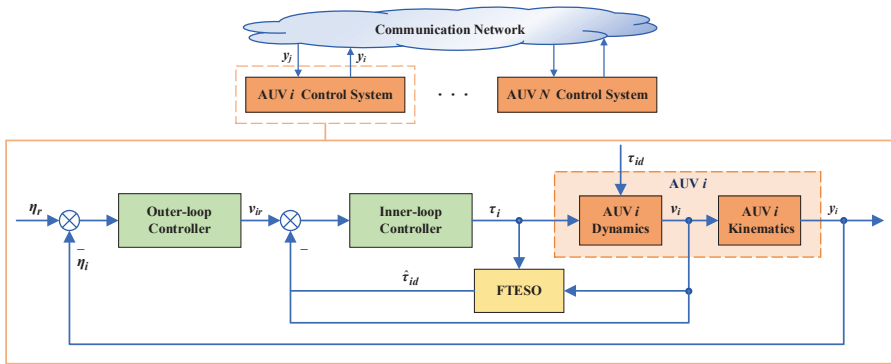 Communication Network
y_j
y_i
AUV i Control System
. . .
AUV N Control System
τ_id
AUV i
η_r
Outer-loop
Controller
v_ir
Inner-loop
Controller
τ_i
AUV i
Dynamics
v_i
AUV i
Kinematics
y_i
−
η_i
−
τ̂_id
FTESO